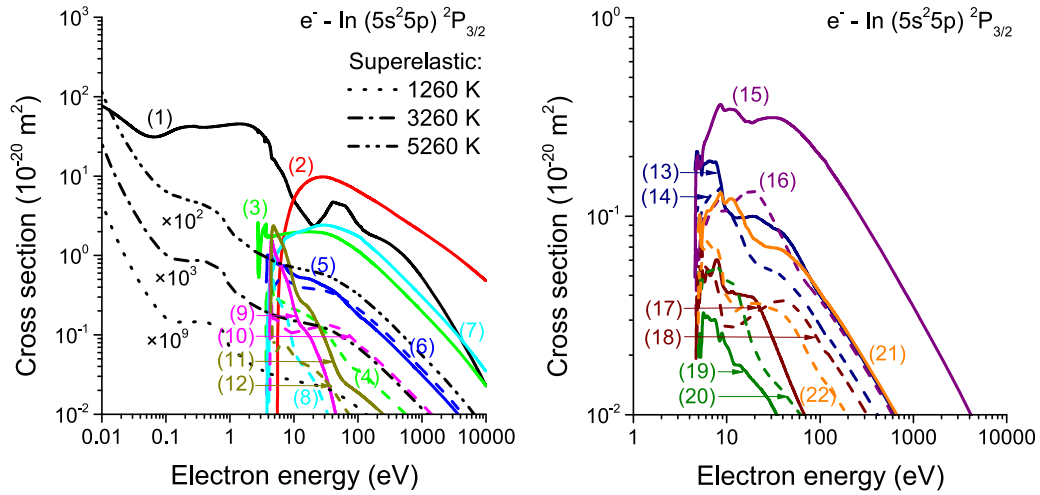 e⁻ - In (5s²5p) ²P₃/₂
Superelastic:
1260 K
3260 K
5260 K
Cross section (10⁻²⁰ m²)
10³
10²
10¹
10⁰
10⁻¹
10⁻²
(1)
(2)
(3)
(5)
×10²
×10³
×10⁹
(9)
(10)
(11)
(12)
(7)
(6)
(4)
(8)
0.01 0.1 1 10 100 1000 10000
Electron energy (eV)
e⁻ - In (5s²5p) ²P₃/₂
Cross section (10⁻²⁰ m²)
10⁰
10⁻¹
10⁻²
(15)
(13)
(14)
(16)
(17)
(18)
(19)
(20)
(21)
(22)
1 10 100 1000 10000
Electron energy (eV)